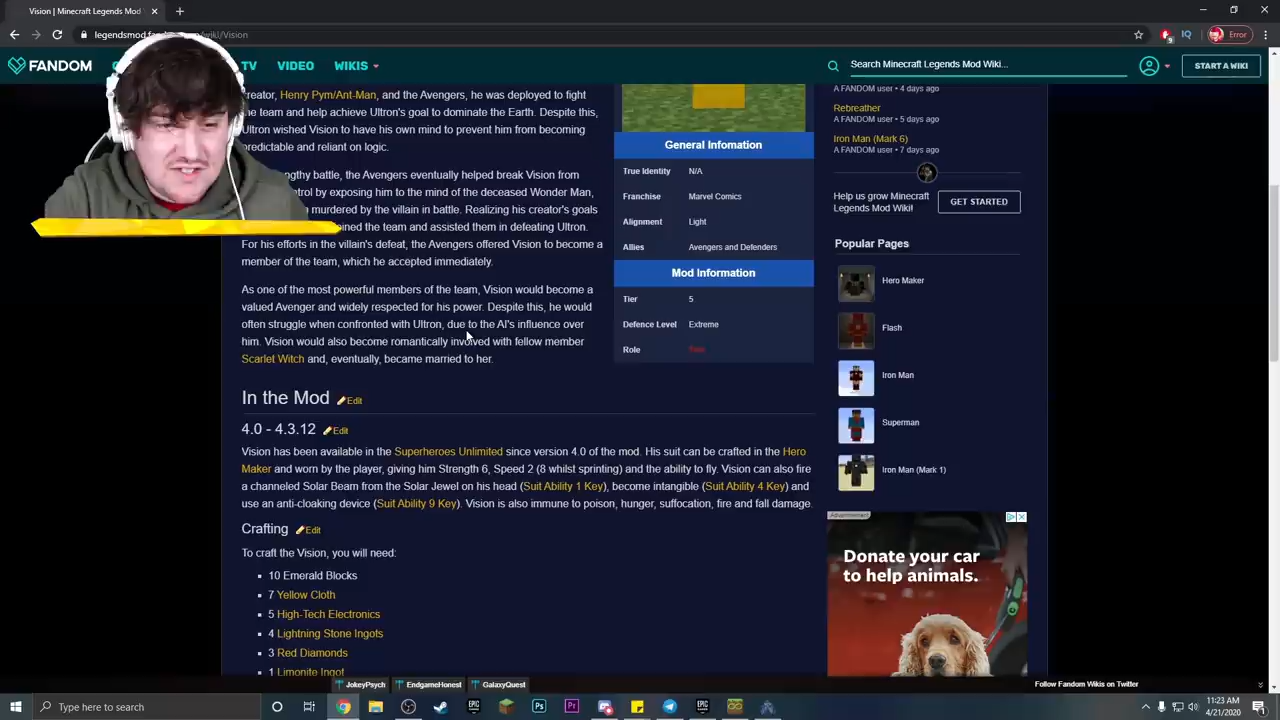 Vision | Minecraft Legends Mod
legendsmod.fan
/wiki/Vision
Error
FANDOM
TV
VIDEO
WIKIS
Search Minecraft Legends Mod Wiki...
START A WIKI
reator, Henry Pym/Ant-Man, and the Avengers, he was deployed to fight
he team and help achieve Ultron's goal to dominate the Earth. Despite this,
Ultron wished Vision to have his own mind to prevent him from becoming
redictable and reliant on logic.
ngthy battle, the Avengers eventually helped break Vision from
ntrol by exposing him to the mind of the deceased Wonder Man,
murdered by the villain in battle. Realizing his creator's goals
ined the team and assisted them in defeating Ultron.
For his efforts in the villain's defeat, the Avengers offered Vision to become a
member of the team, which he accepted immediately.
As one of the most powerful members of the team, Vision would become a
valued Avenger and widely respected for his power. Despite this, he would
often struggle when confronted with Ultron, due to the AI's influence over
him. Vision would also become romantically involved with fellow member
Scarlet Witch and, eventually, became married to her.
In the Mod Edit
4.0 - 4.3.12 Edit
Vision has been available in the Superheroes Unlimited since version 4.0 of the mod. His suit can be crafted in the Hero
Maker and worn by the player, giving him Strength 6, Speed 2 (8 whilst sprinting) and the ability to fly. Vision can also fire
a channeled Solar Beam from the Solar Jewel on his head (Suit Ability 1 Key), become intangible (Suit Ability 4 Key) and
use an anti-cloaking device (Suit Ability 9 Key). Vision is also immune to poison, hunger, suffocation, fire and fall damage.
Crafting Edit
To craft the Vision, you will need:
10 Emerald Blocks
7 Yellow Cloth
5 High-Tech Electronics
4 Lightning Stone Ingots
3 Red Diamonds
1 Limonite Ingot
General Infomation
True Identity N/A
Franchise Marvel Comics
Alignment Light
Allies Avengers and Defenders
Mod Information
Tier 5
Defence Level Extreme
Role
A FANDOM user • 4 days ago
Rebreather
A FANDOM user • 5 days ago
Iron Man (Mark 6)
A FANDOM user • 7 days ago
Help us grow Minecraft
Legends Mod Wiki!
GET STARTED
Popular Pages
Hero Maker
Flash
Iron Man
Superman
Iron Man (Mark 1)
Advertisement
Donate your car
to help animals.
JokeyPsych
EndgameHonest
GalaxyQuest
Follow Fandom Wikis on Twitter
Type here to search
11:23 AM
4/21/2020